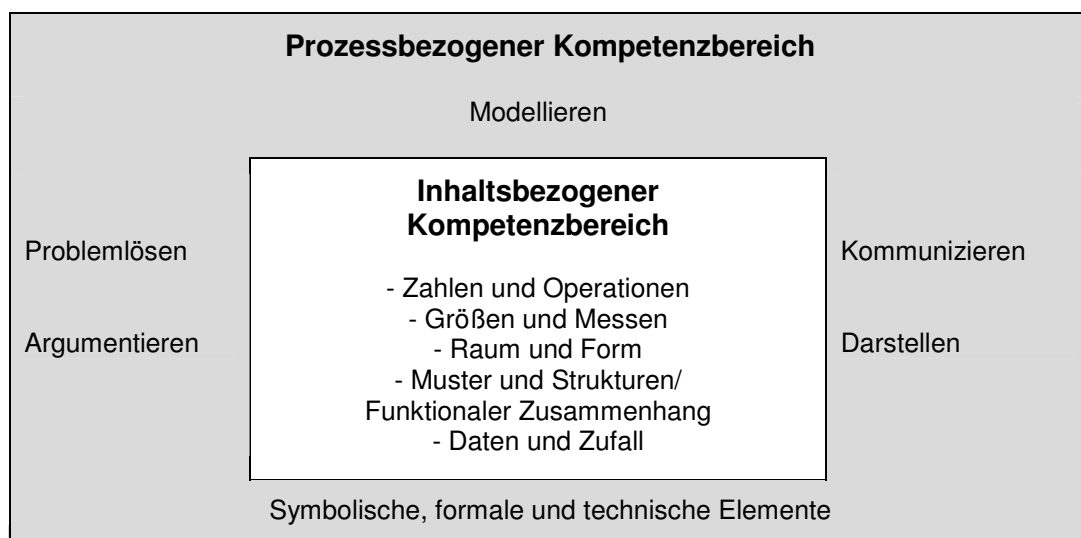 Prozessbezogener Kompetenzbereich
Modellieren
Inhaltsbezogener
Kompetenzbereich
Problemlösen
Kommunizieren
- Zahlen und Operationen
- Größen und Messen
Argumentieren
- Raum und Form
Darstellen
- Muster und Strukturen/
Funktionaler Zusammenhang
- Daten und Zufall
Symbolische, formale und technische Elemente